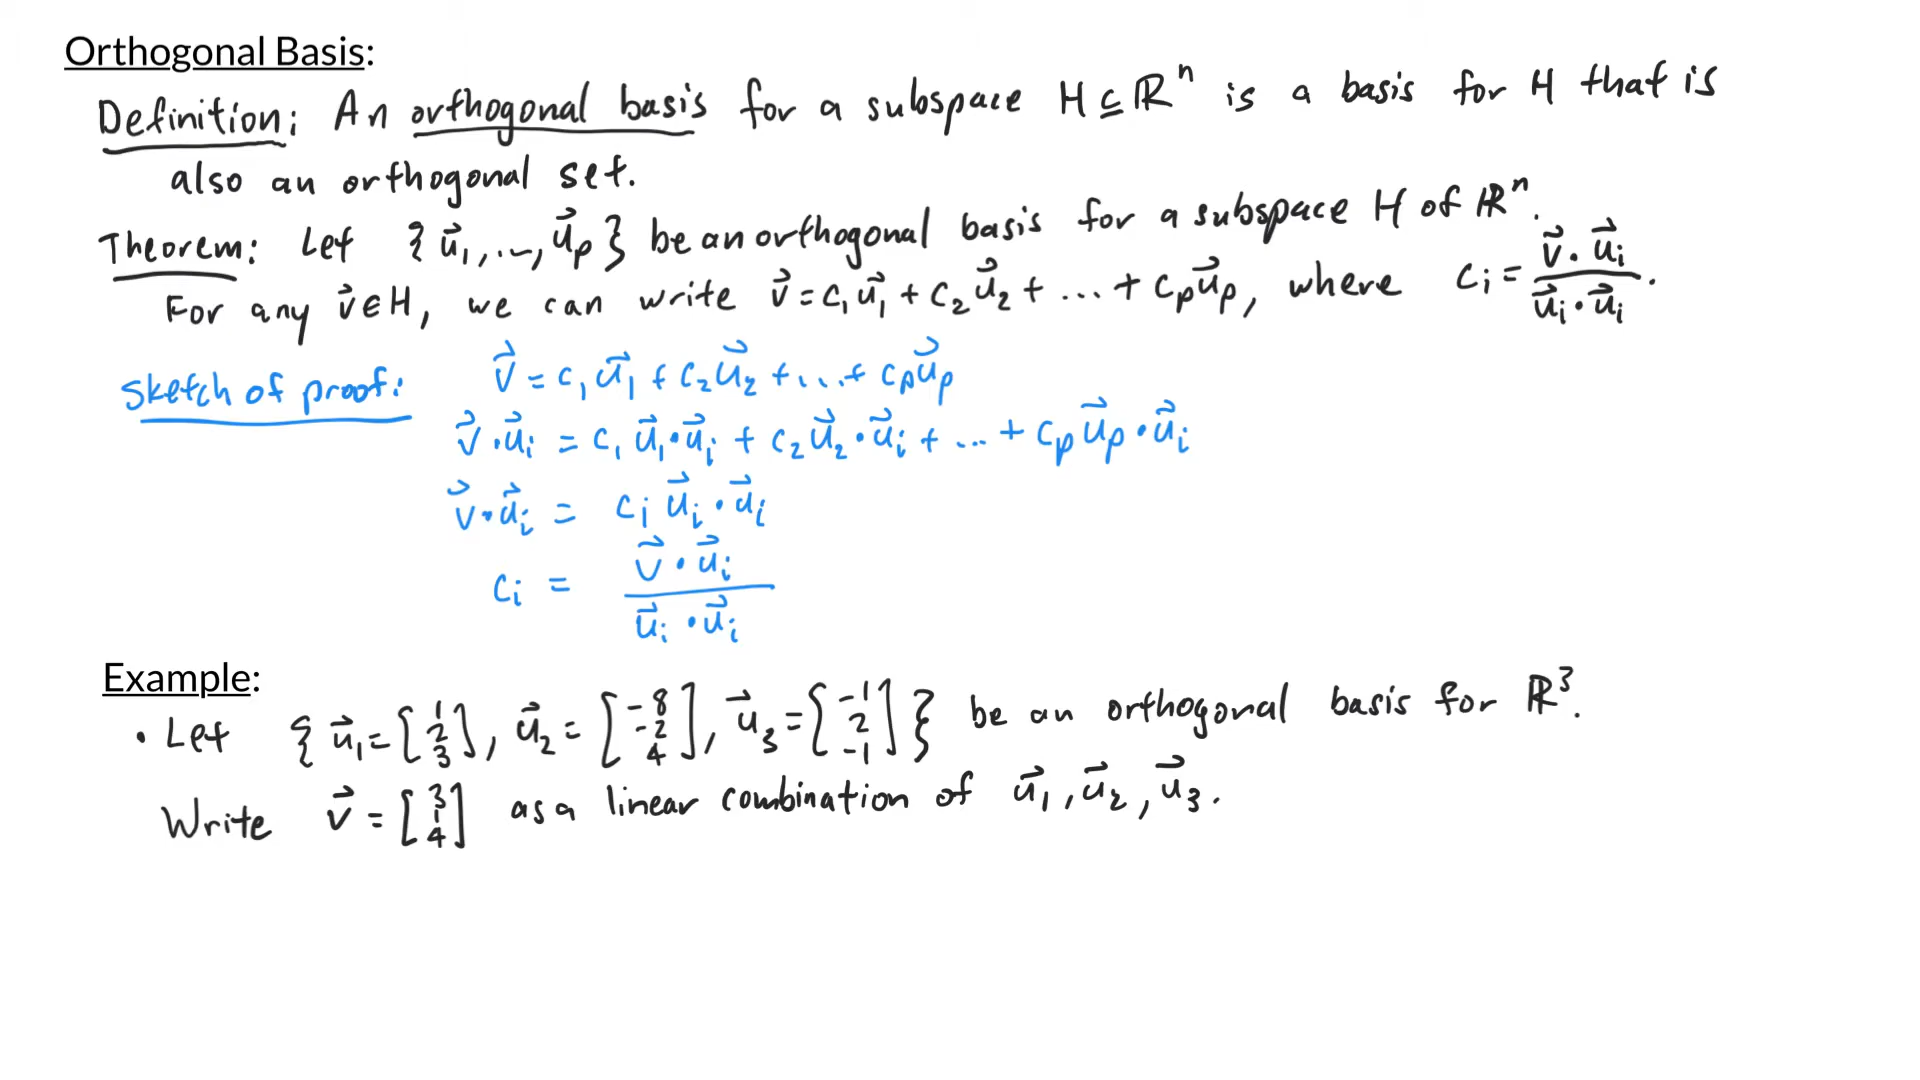 Orthogonal Basis:
Definition: An orthogonal basis for a subspace H ⊆ ℝⁿ is a basis for H that is
also an orthogonal set.
Theorem: Let {u⃗₁, ..., u⃗ₚ} be an orthogonal basis for a subspace H of ℝⁿ.
For any v⃗ ∈ H, we can write v⃗ = c₁u⃗₁ + c₂u⃗₂ + ... + cₚu⃗ₚ, where cᵢ = (v⃗ · u⃗ᵢ)/(u⃗ᵢ · u⃗ᵢ).
Sketch of proof: v⃗ = c₁u⃗₁ + c₂u⃗₂ + ... + cₚu⃗ₚ
v⃗ · u⃗ᵢ = c₁u⃗₁ · u⃗ᵢ + c₂u⃗₂ · u⃗ᵢ + ... + cₚu⃗ₚ · u⃗ᵢ
v⃗ · u⃗ᵢ = cᵢ u⃗ᵢ · u⃗ᵢ
cᵢ = (v⃗ · u⃗ᵢ)/(u⃗ᵢ · u⃗ᵢ)
Example:
• Let {u⃗₁ = [1 2 3], u⃗₂ = [-8 -2 4], u⃗₃ = [-1 2 -1]} be an orthogonal basis for ℝ³.
Write v⃗ = [3 1 4] as a linear combination of u⃗₁, u⃗₂, u⃗₃.